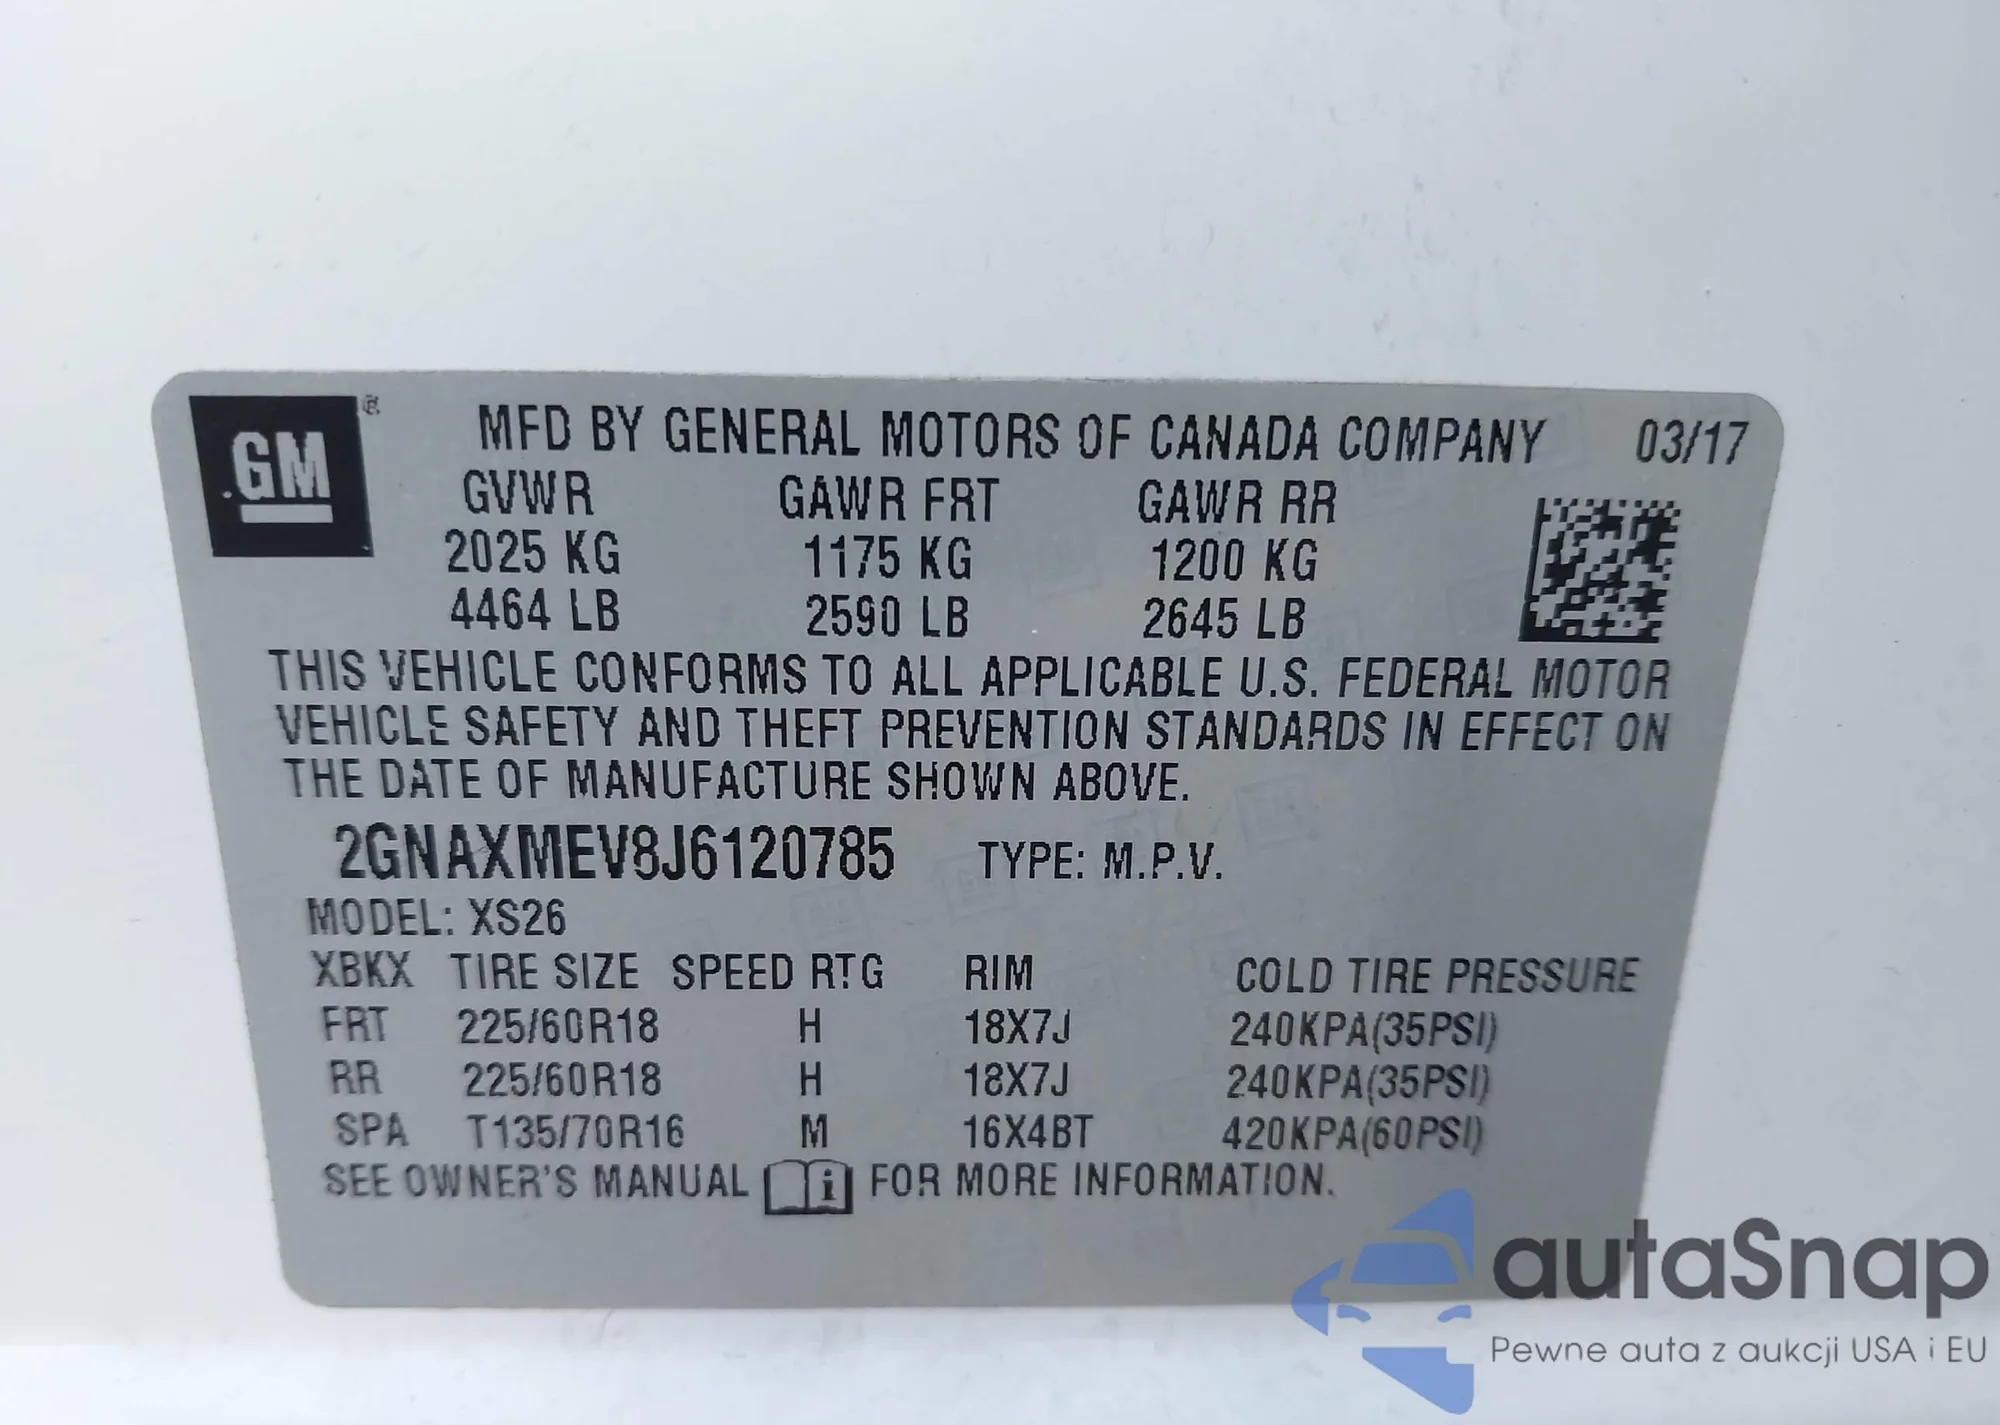 GM ®
MFD BY GENERAL MOTORS OF CANADA COMPANY 03/17
GVWR GAWR FRT GAWR RR
2025 KG 1175 KG 1200 KG
4464 LB 2590 LB 2645 LB
THIS VEHICLE CONFORMS TO ALL APPLICABLE U.S. FEDERAL MOTOR
VEHICLE SAFETY AND THEFT PREVENTION STANDARDS IN EFFECT ON
THE DATE OF MANUFACTURE SHOWN ABOVE.
2GNAXMEV8J6120785 TYPE: M.P.V.
MODEL: XS26
XBKX TIRE SIZE SPEED RTG RIM COLD TIRE PRESSURE
FRT 225/60R18 H 18X7J 240KPA(35PSI)
RR 225/60R18 H 18X7J 240KPA(35PSI)
SPA T135/70R16 M 16X4BT 420KPA(60PSI)
SEE OWNER'S MANUAL i FOR MORE INFORMATION.
autaSnap
Pewne auta z aukcji USA i EU